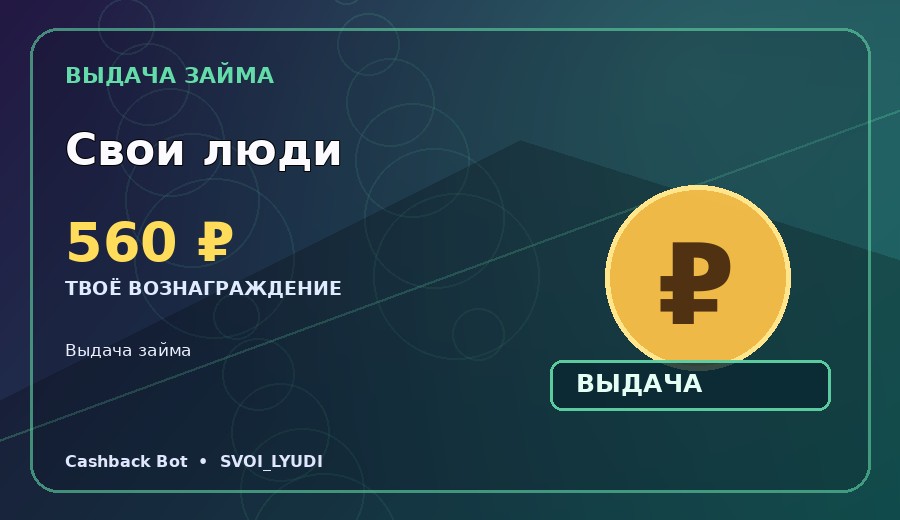 ВЫДАЧА ЗАЙМА
Свои люди
560 ₽
ТВОЁ ВОЗНАГРАЖДЕНИЕ
Выдача займа
₽
ВЫДАЧА
Cashback Bot • SVOI_LYUDI